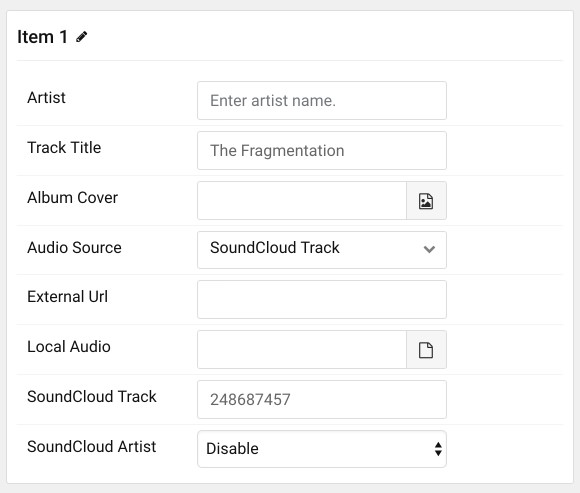 Item 1
Artist
Enter artist name.
Track Title
The Fragmentation
Album Cover
Audio Source
SoundCloud Track
External Url
Local Audio
SoundCloud Track
248687457
SoundCloud Artist
Disable